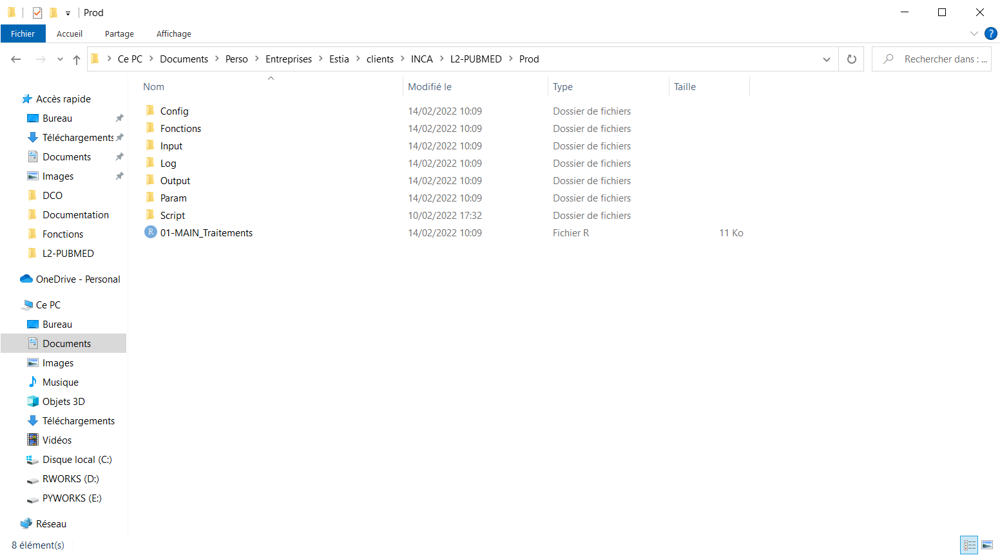 Prod
Fichier Accueil Partage Affichage
Ce PC Documents Perso Entreprises Estia clients INCA L2-PUBMED Prod
Rechercher dans : ...
Nom Modifié le Type Taille
Config 14/02/2022 10:09 Dossier de fichiers
Fonctions 14/02/2022 10:09 Dossier de fichiers
Input 14/02/2022 10:09 Dossier de fichiers
Log 14/02/2022 10:09 Dossier de fichiers
Output 14/02/2022 10:09 Dossier de fichiers
Param 14/02/2022 10:09 Dossier de fichiers
Script 10/02/2022 17:32 Dossier de fichiers
R 01-MAIN_Traitements 14/02/2022 10:09 Fichier R 11 Ko
Accès rapide
Bureau
Téléchargements
Documents
Images
DCO
Documentation
Fonctions
L2-PUBMED
OneDrive - Personal
Ce PC
Bureau
Documents
Images
Musique
Objets 3D
Téléchargements
Vidéos
Disque local (C:)
RWORKS (D:)
PYWORKS (E:)
Réseau
8 élément(s)